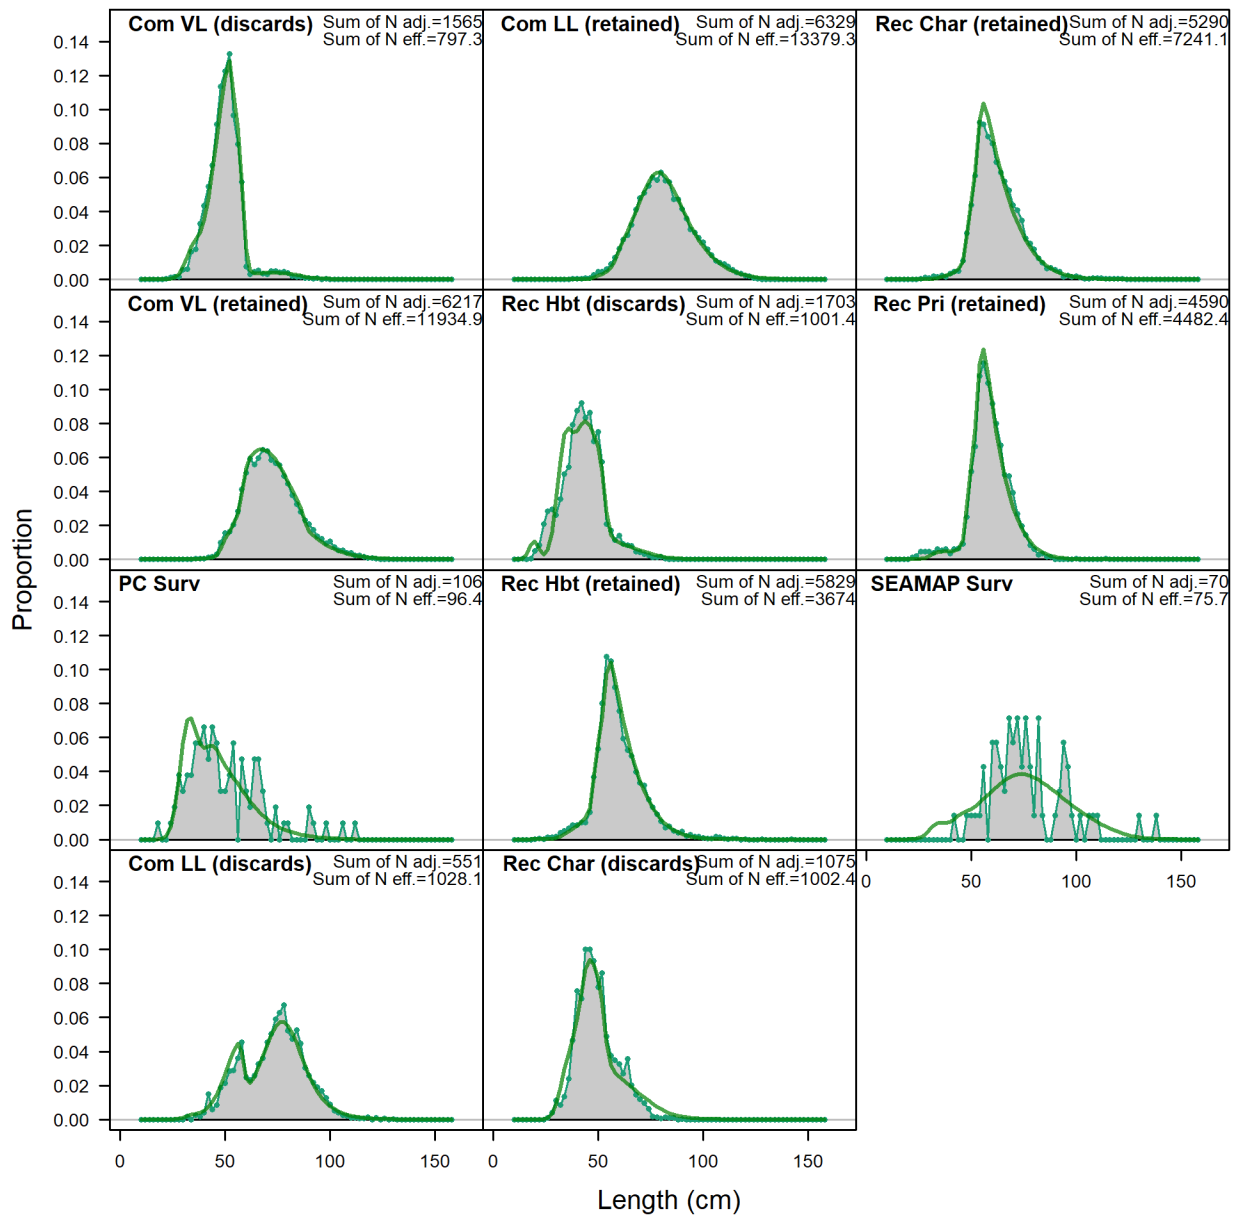 Com VL (discards)
Sum of N adj.=1565
Sum of N eff.=797.3
Com LL (retained)
Sum of N adj.=6329
Sum of N eff.=13379.3
Rec Char (retained)
Sum of N adj.=5290
Sum of N eff.=7241.1
0.14
0.12
0.10
0.08
0.06
0.04
0.02
0.00
Com VL (retained)
Sum of N adj.=6217
Sum of N eff.=11934.9
Rec Hbt (discards)
Sum of N adj.=1703
Sum of N eff.=1001.4
Rec Pri (retained)
Sum of N adj.=4590
Sum of N eff.=4482.4
0.14
0.12
0.10
0.08
0.06
0.04
0.02
0.00
Proportion
PC Surv
Sum of N adj.=106
Sum of N eff.=96.4
Rec Hbt (retained)
Sum of N adj.=5829
Sum of N eff.=3674
SEAMAP Surv
Sum of N adj.=70
Sum of N eff.=75.7
0.14
0.12
0.10
0.08
0.06
0.04
0.02
0.00
0 50 100 150
Com LL (discards)
Sum of N adj.=551
Sum of N eff.=1028.1
Rec Char (discards)
Sum of N adj.=1075
Sum of N eff.=1002.4
0.14
0.12
0.10
0.08
0.06
0.04
0.02
0.00
0 50 100 150
0 50 100 150
Length (cm)